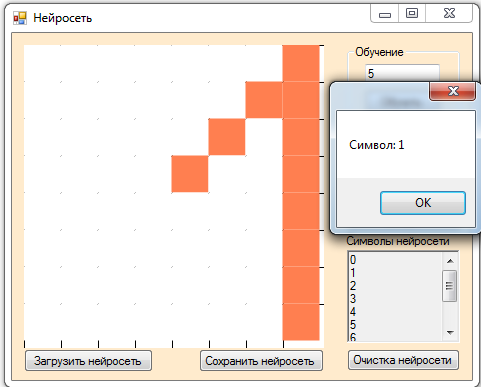 Нейросеть
Обучение
5
Символ: 1
OK
Символы нейросети
0
1
2
3
4
5
6
Загрузить нейросеть
Сохранить нейросеть
Очистка нейросети